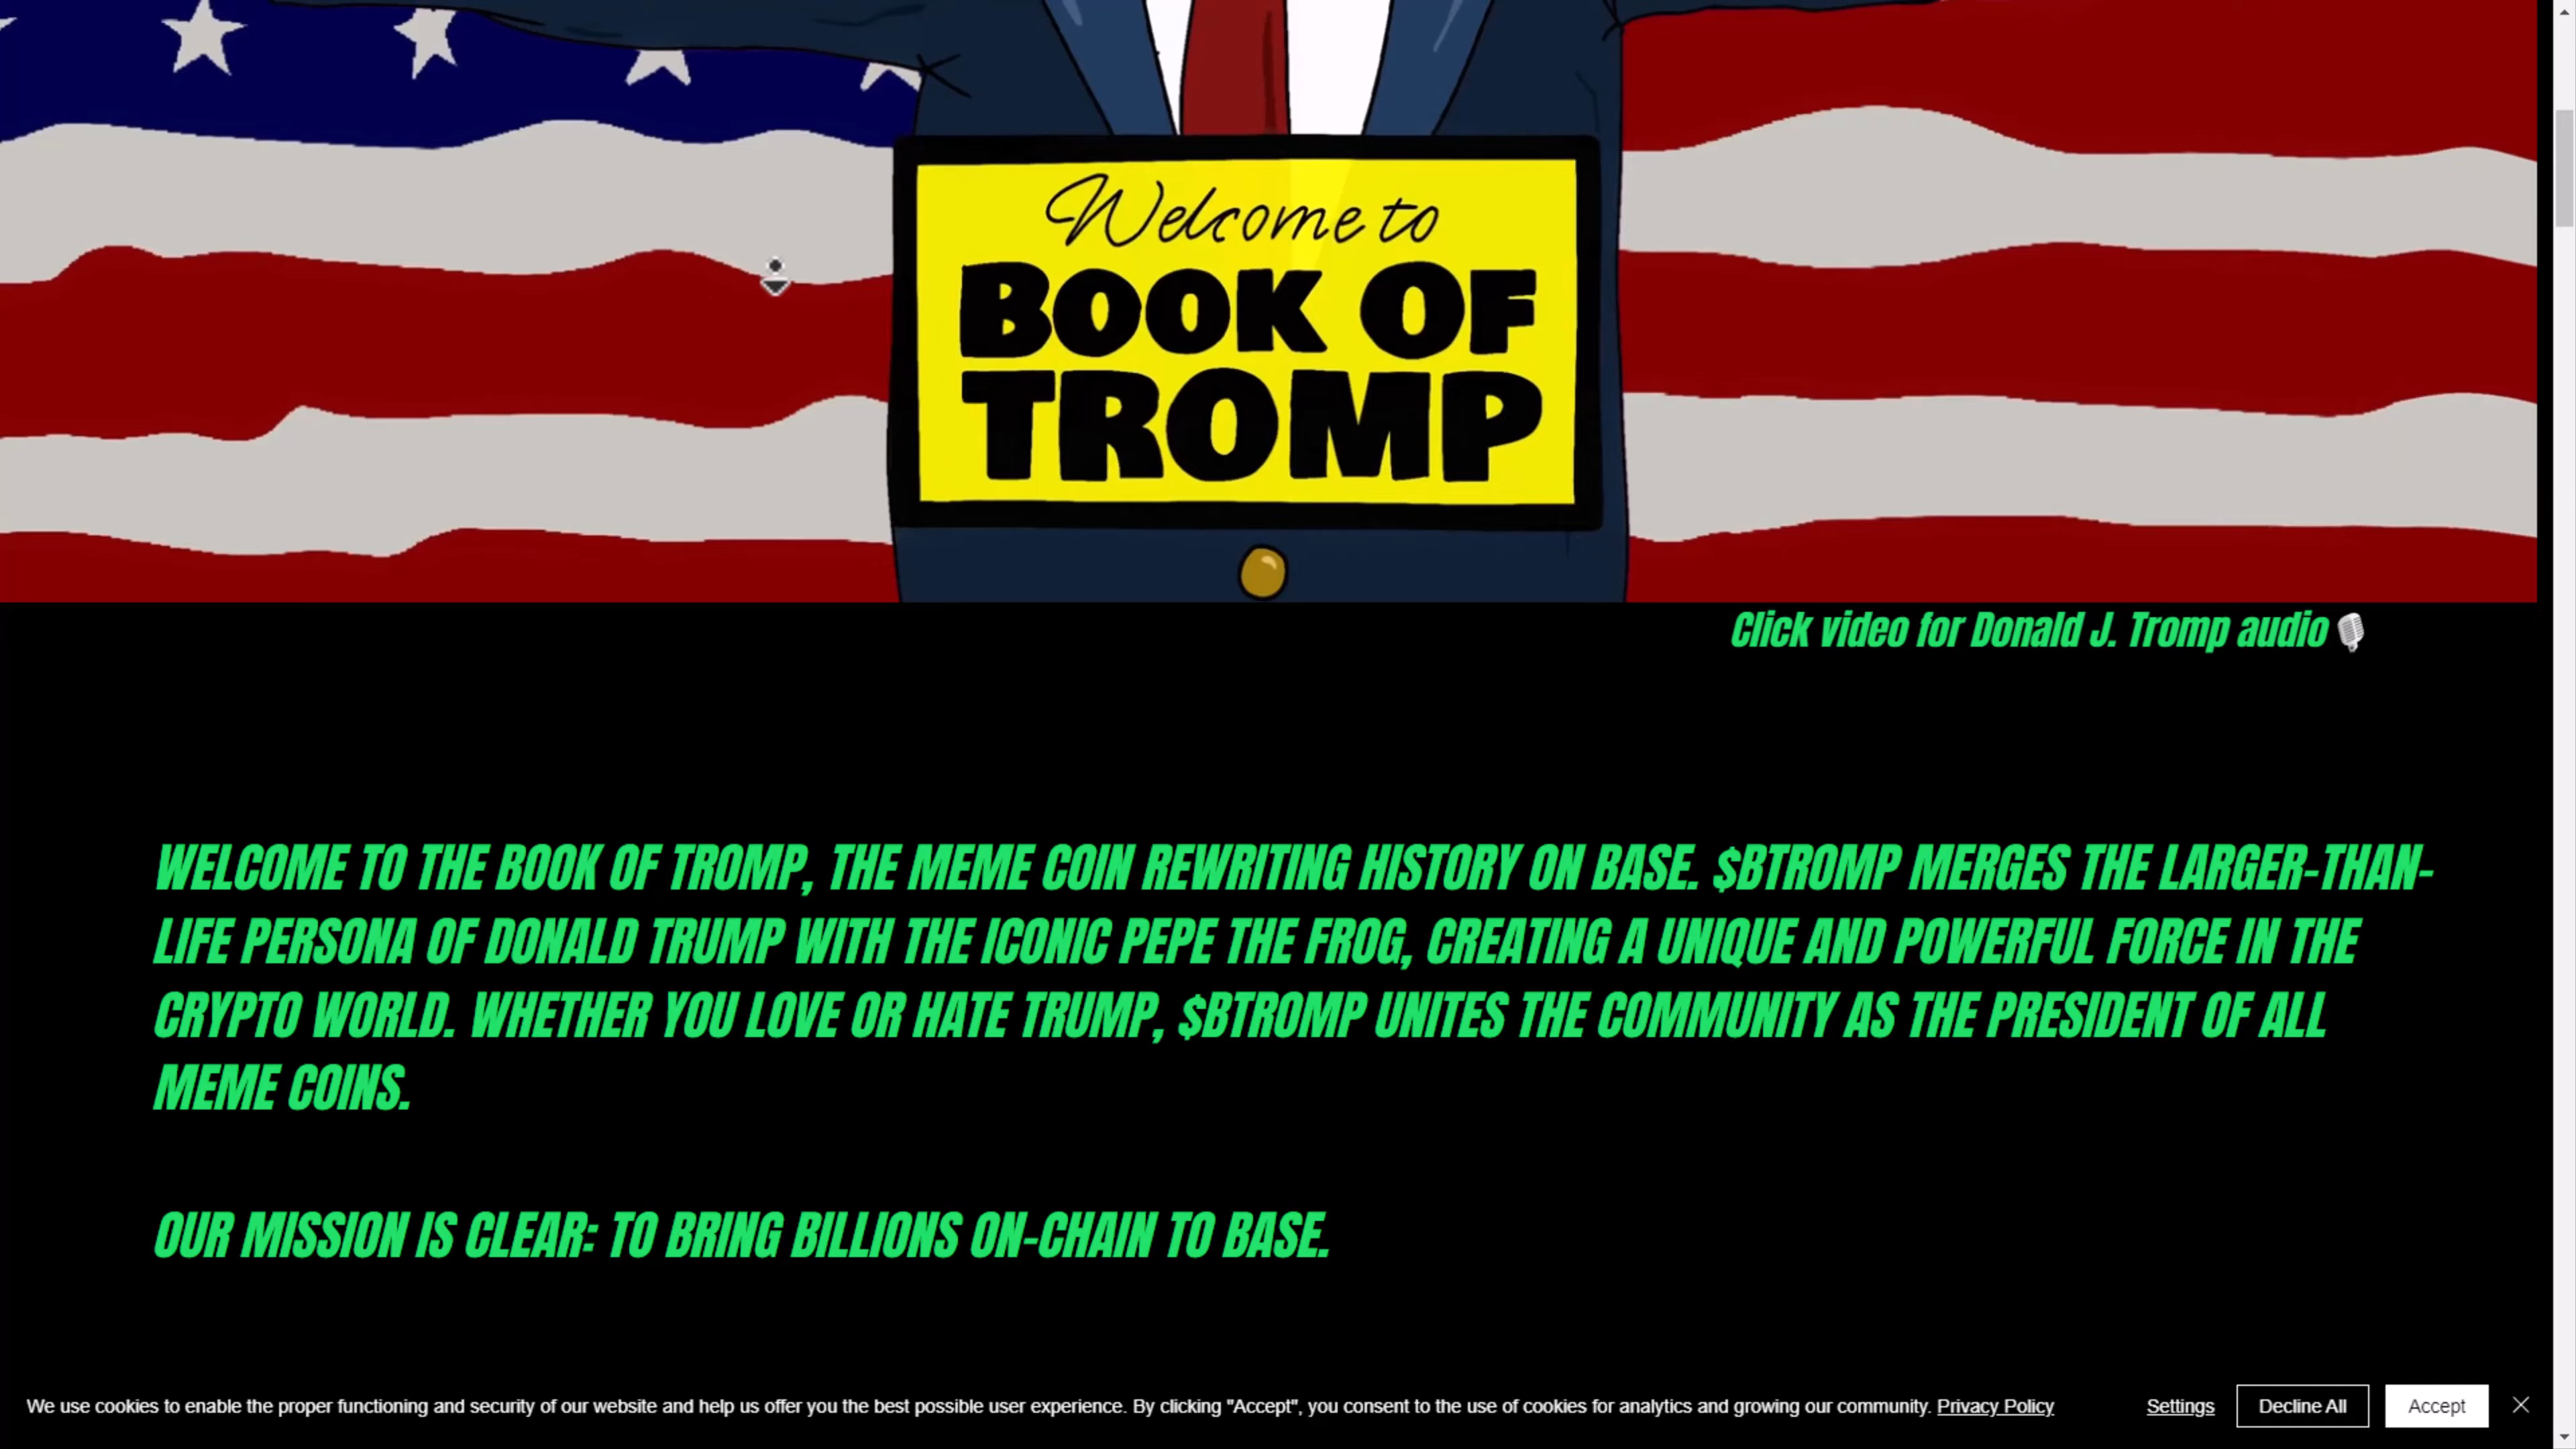 Welcome to
BOOK OF
TROMP
Click video for Donald J. Tromp audio
WELCOME TO THE BOOK OF TROMP, THE MEME COIN REWRITING HISTORY ON BASE. $BTROMP MERGES THE LARGER-THAN-
LIFE PERSONA OF DONALD TRUMP WITH THE ICONIC PEPE THE FROG, CREATING A UNIQUE AND POWERFUL FORCE IN THE
CRYPTO WORLD. WHETHER YOU LOVE OR HATE TRUMP, $BTROMP UNITES THE COMMUNITY AS THE PRESIDENT OF ALL
MEME COINS.
OUR MISSION IS CLEAR: TO BRING BILLIONS ON-CHAIN TO BASE.
We use cookies to enable the proper functioning and security of our website and help us offer you the best possible user experience. By clicking "Accept", you consent to the use of cookies for analytics and growing our community. Privacy Policy Settings Decline All Accept